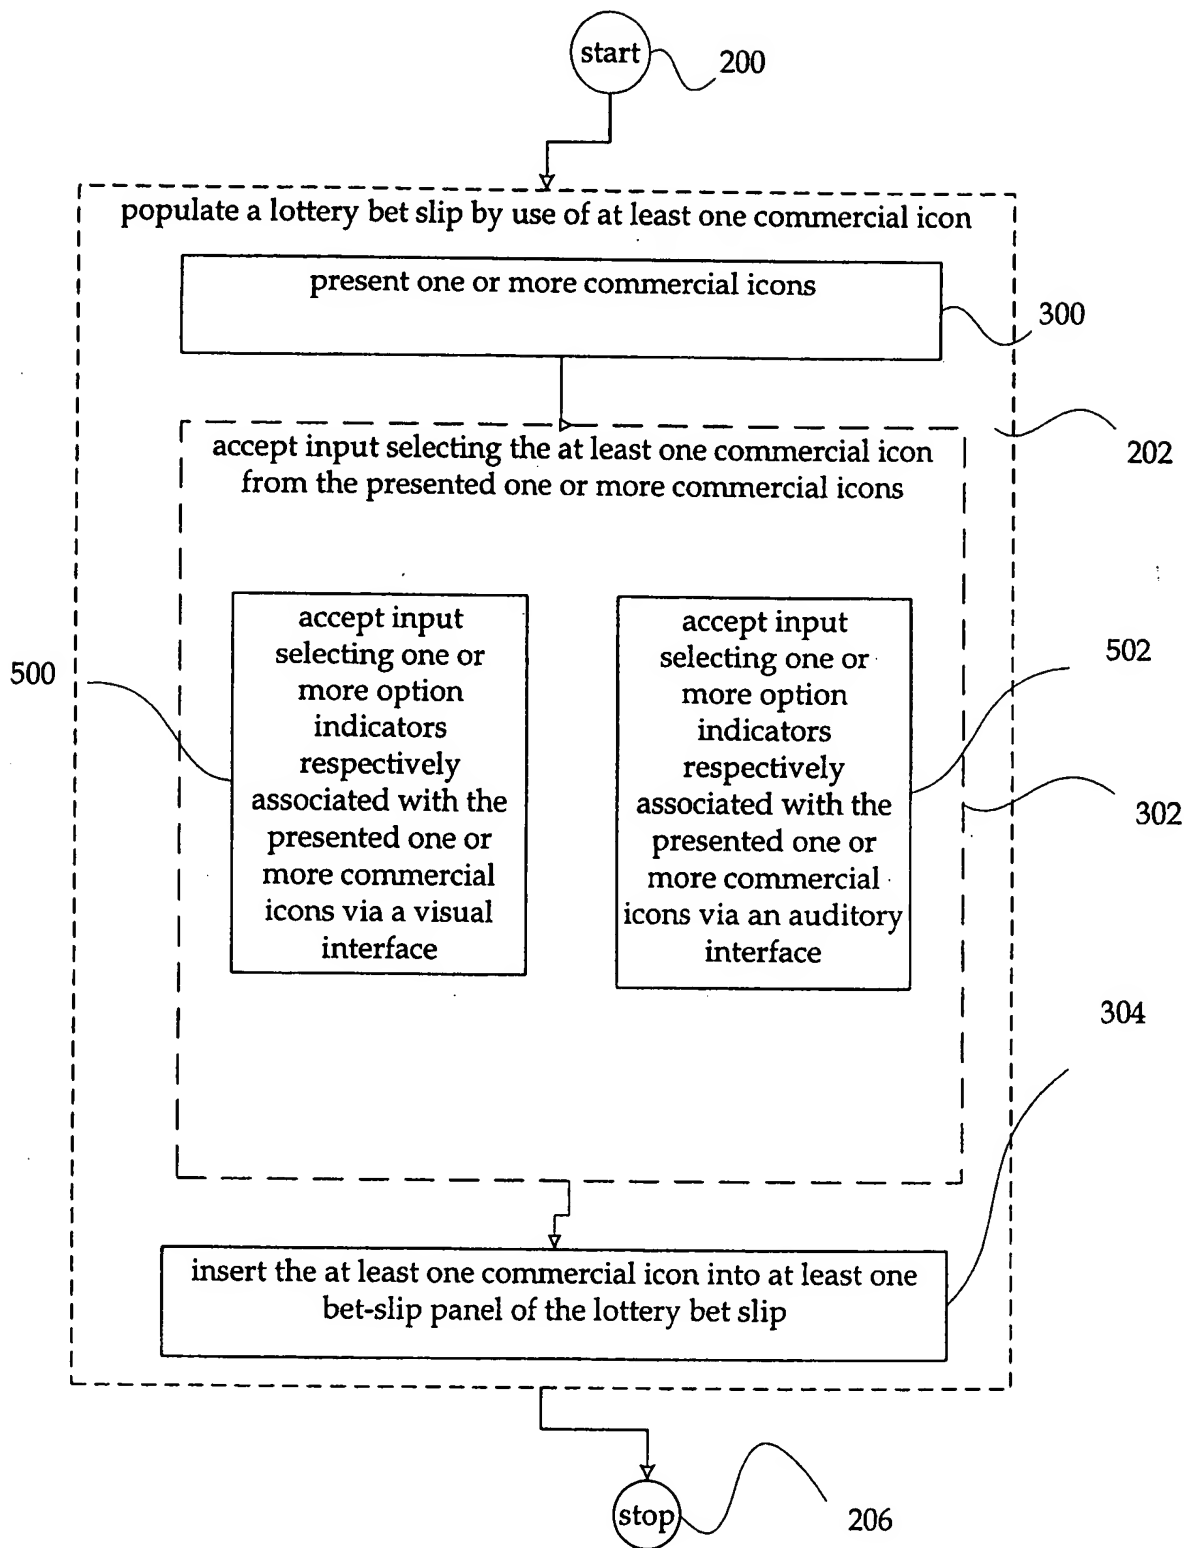 start
200
populate a lottery bet slip by use of at least one commercial icon
present one or more commercial icons
300
accept input selecting the at least one commercial icon
from the presented one or more commercial icons
202
500
accept input
selecting one or
more option
indicators
respectively
associated with the
presented one or
more commercial
icons via a visual
interface
accept input
selecting one or
more option
indicators
respectively
associated with the
presented one or
more commercial
icons via an auditory
interface
502
302
304
insert the at least one commercial icon into at least one
bet-slip panel of the lottery bet slip
stop
206